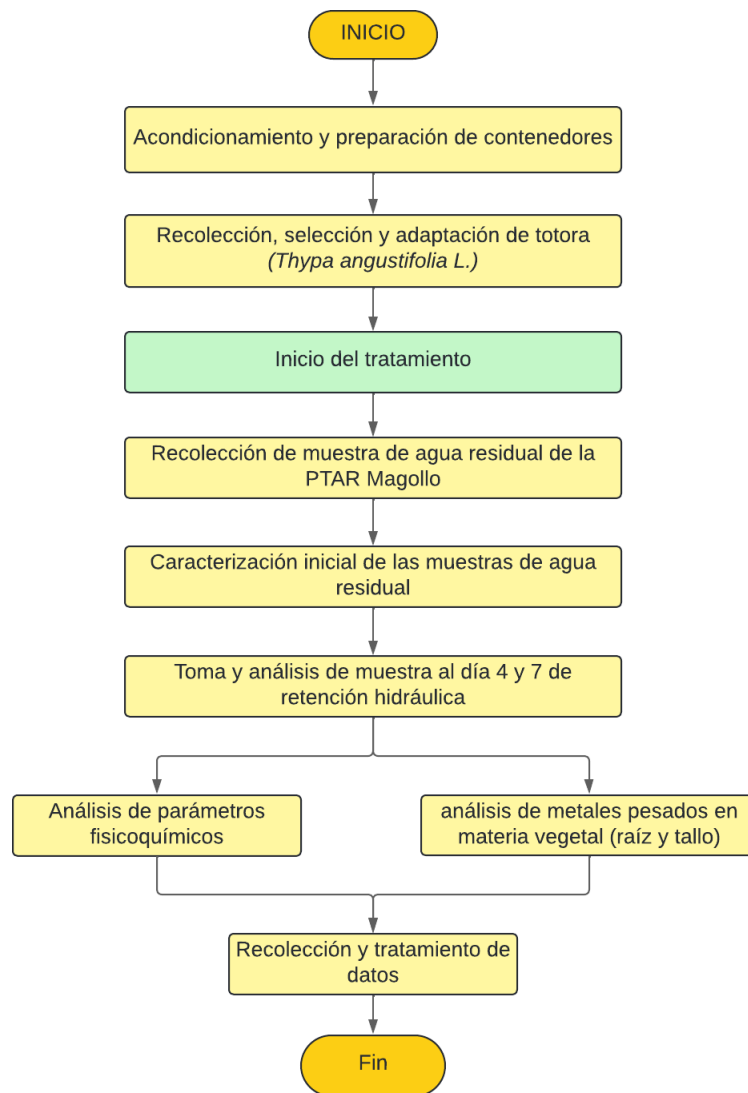 INICIO
Acondicionamiento y preparación de contenedores
Recolección, selección y adaptación de totora
(Thypa angustifolia L.)
Inicio del tratamiento
Recolección de muestra de agua residual de la
PTAR Magollo
Caracterización inicial de las muestras de agua
residual
Toma y análisis de muestra al día 4 y 7 de
retención hidráulica
Análisis de parámetros
fisicoquímicos
análisis de metales pesados en
materia vegetal (raíz y tallo)
Recolección y tratamiento de
datos
Fin